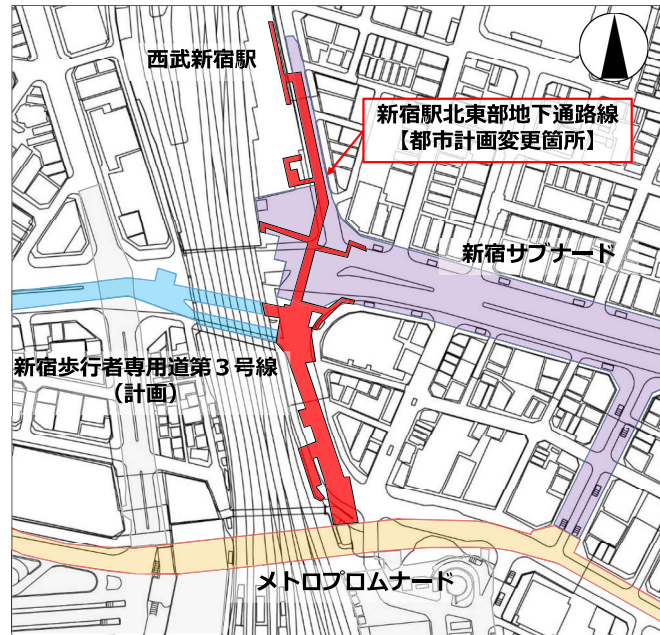 西武新宿駅
新宿駅北東部地下通路線
【都市計画変更箇所】
新宿サブナード
新宿歩行者専用道第３号線
（計画）
メトロプロムナード